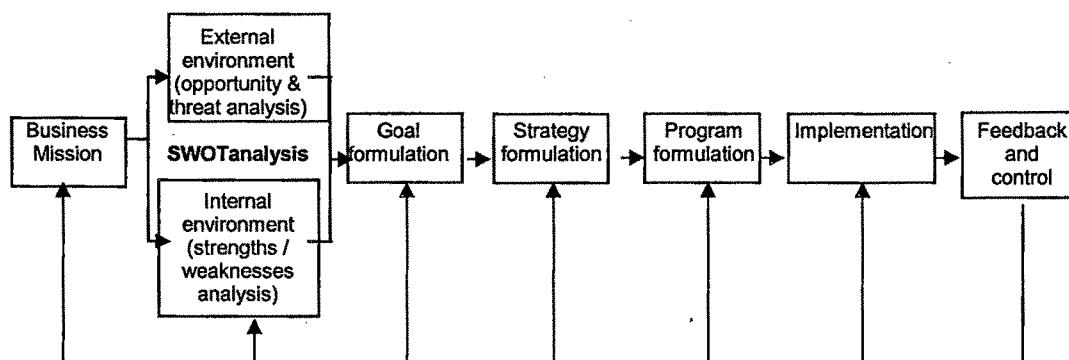 External
environment
(opportunity &
threat analysis)
Business
Mission
SWOTanalysis
Internal
environment
(strengths /
weaknesses
analysis)
Goal
formulation
Strategy
formulation
Program
formulation
Implementation
Feedback
and
control